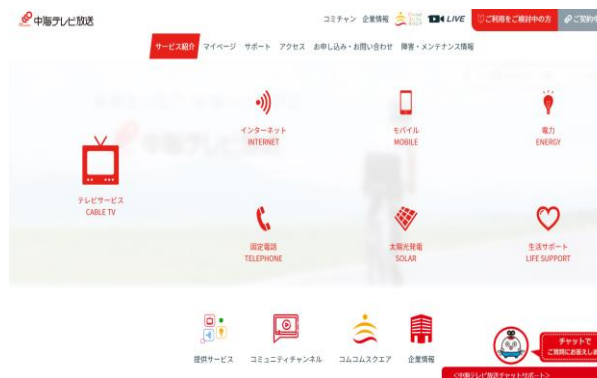 中海テレビ放送
コミチャン 企業情報 LIVE ご利用をご検討中の方 ご契約中
サービス紹介 マイページ サポート アクセス お申し込み・お問い合わせ 障害・メンテナンス情報
テレビサービス
CABLE TV
インターネット
INTERNET
モバイル
MOBILE
電力
ENERGY
固定電話
TELEPHONE
太陽光発電
SOLAR
生活サポート
LIFE SUPPORT
提供サービス コミュニティチャンネル コムコムスクエア 企業情報
チャットで
ご質問にお答えしま
<中海テレビ放送チャットサポート>